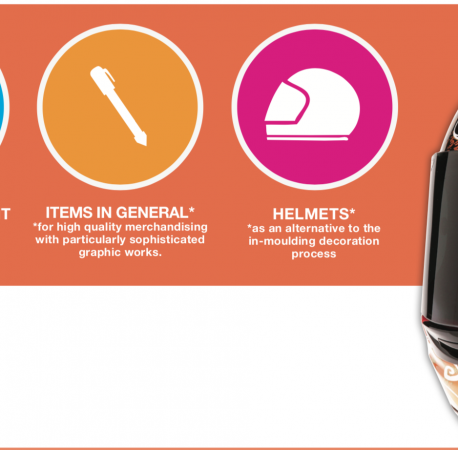 T
ITEMS IN GENERAL*
*for high quality merchandising
with particularly sophisticated
graphic works.
HELMETS*
*as an alternative to the
in-moulding decoration
process